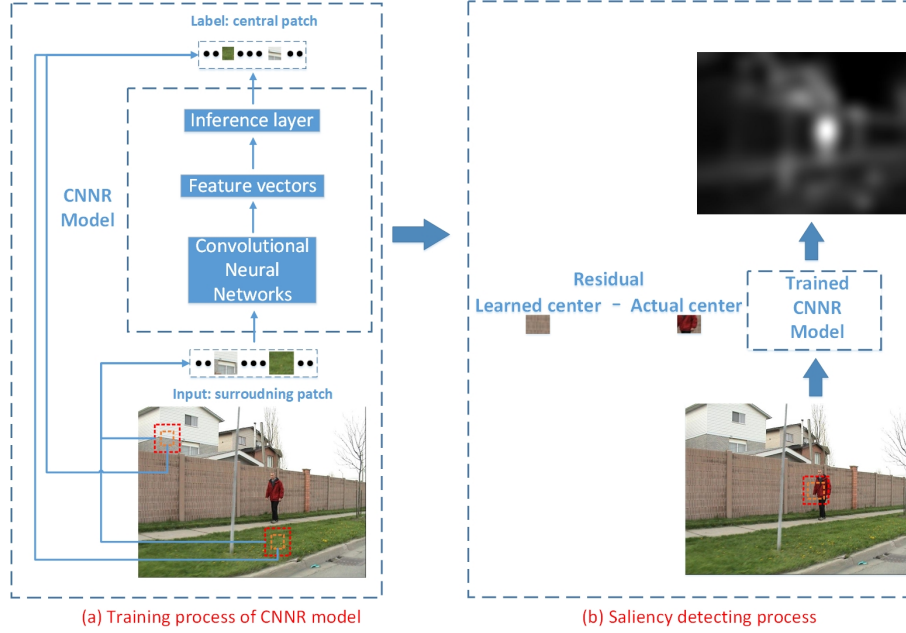 Label: central patch
Inference layer
Feature vectors
CNNR
Model
Convolutional
Neural
Networks
Input: surroudning patch
(a) Training process of CNNR model
Residual
Learned center - Actual center
Trained
CNNR
Model
(b) Saliency detecting process